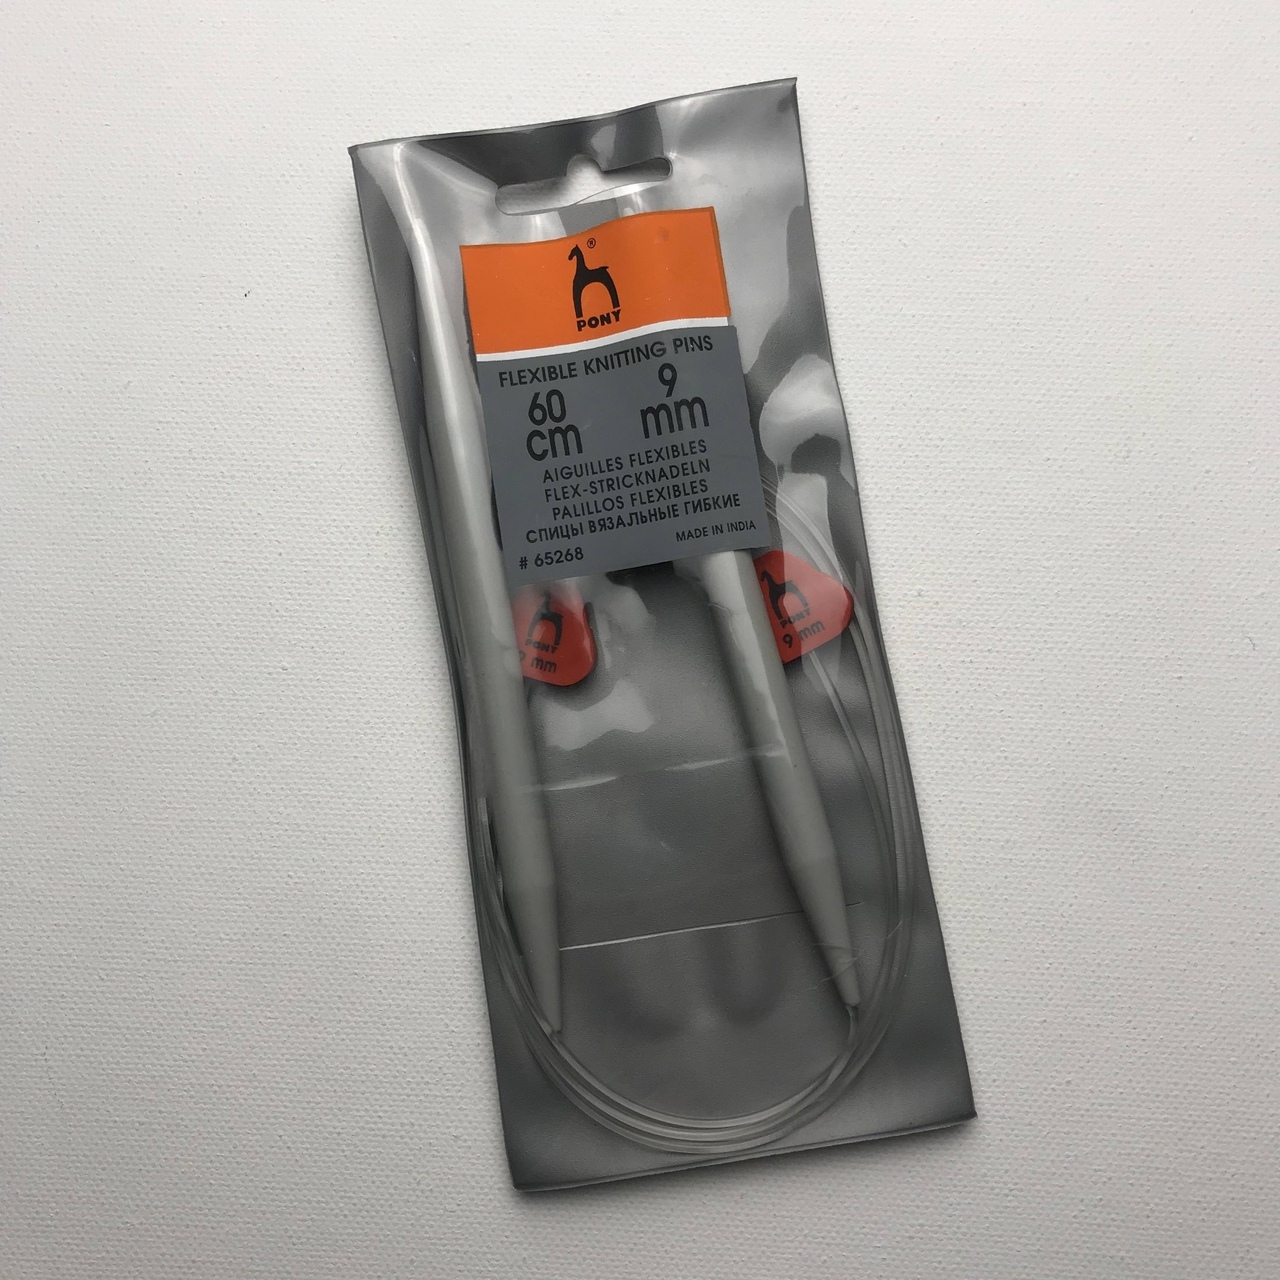 ®
PONY
FLEXIBLE KNITTING PINS
60 9
cm mm
AIGUILLES FLEXIBLES
FLEX-STRICKNADELN
PALILLOS FLEXIBLES
СПИЦЫ ВЯЗАЛЬНЫЕ ГИБКИЕ
# 65268 MADE IN INDIA
PONY
9 mm
PONY
9 mm